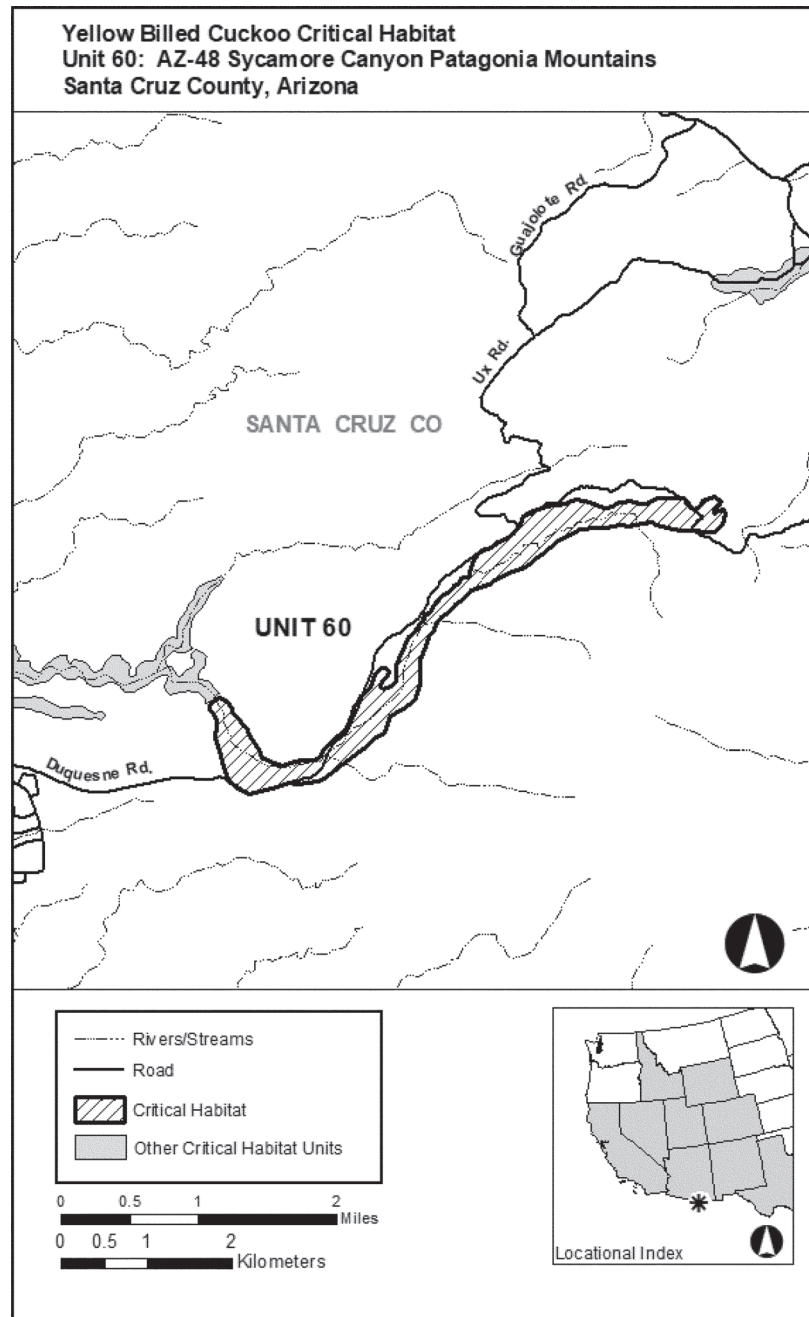 Yellow Billed Cuckoo Critical Habitat
Unit 60: AZ-48 Sycamore Canyon Patagonia Mountains
Santa Cruz County, Arizona
Guajolote Rd.
Ux Rd.
SANTA CRUZ CO
UNIT 60
Duquesne Rd.
Rivers/Streams
Road
Critical Habitat
Other Critical Habitat Units
0 0.5 1 2
Miles
0 0.5 1 2
Kilometers
Locational Index